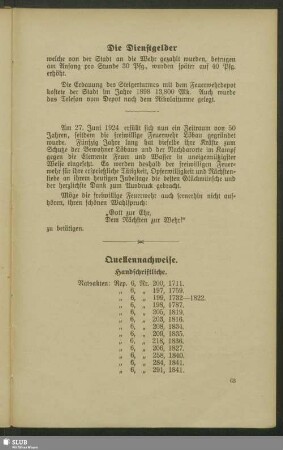 Die Dienstgelder
welche von der Stadt an die Wehr gezahlt wurden, betrugen
am Anfang pro Stunde 30 Pfg., wurden später auf 40 Pfg.
erhöht.
Die Erbauung des Steigerturmes mit dem Feuerwehrdepot
kostete der Stadt im Jahre 1898 13,800 Mk. Auch wurde
das Telefon vom Depot nach dem Nikolaiturme gelegt.
Am 27. Juni 1924 erfüllt sich nun ein Zeitraum von 50
Jahren, seitdem die freiwillige Feuerwehr Löbau gegründet
wurde. Fünfzig Jahre lang hat dieselbe ihre Kräfte zum
Schutze der Bewohner Löbaus und der Nachbarorte im Kampf
gegen die Elemente Feuer und Wasser in uneigennützigster
Weise eingesetzt. So werden deshalb der freiwilligen Feuer-
wehr für ihre ersprießliche Tätigkeit, Opferwilligkeit und Nächsten-
liebe an ihrem heutigen Jubeltage die besten Glückwünsche und
der herzlichste Dank zum Ausdruck gebracht.
Möge die freiwillige Feuerwehr auch fernerhin nicht auf-
hören, ihren schönen Wahlspruch:
„Gott zur Ehr,
Dem Nächsten zur Wehr!"
zu betätigen.
Quellennachweise.
Handschriftliche.
Ratsakten: Rep. 6, Nr. 209, 1711.
„ 6, „ 197, 1759.
„ 6, „ 199, 1732—1822.
„ 6, „ 198, 1787.
„ 6, „ 205, 1819.
„ 6, „ 203, 1816.
„ 6, „ 208, 1834.
„ 6, „ 200, 1835.
„ 6, „ 218, 1836.
„ 6, „ 206, 1827.
„ 6, „ 258, 1840.
„ 6, „ 284, 1841.
„ 6, „ 291, 1841.
63
SLUB